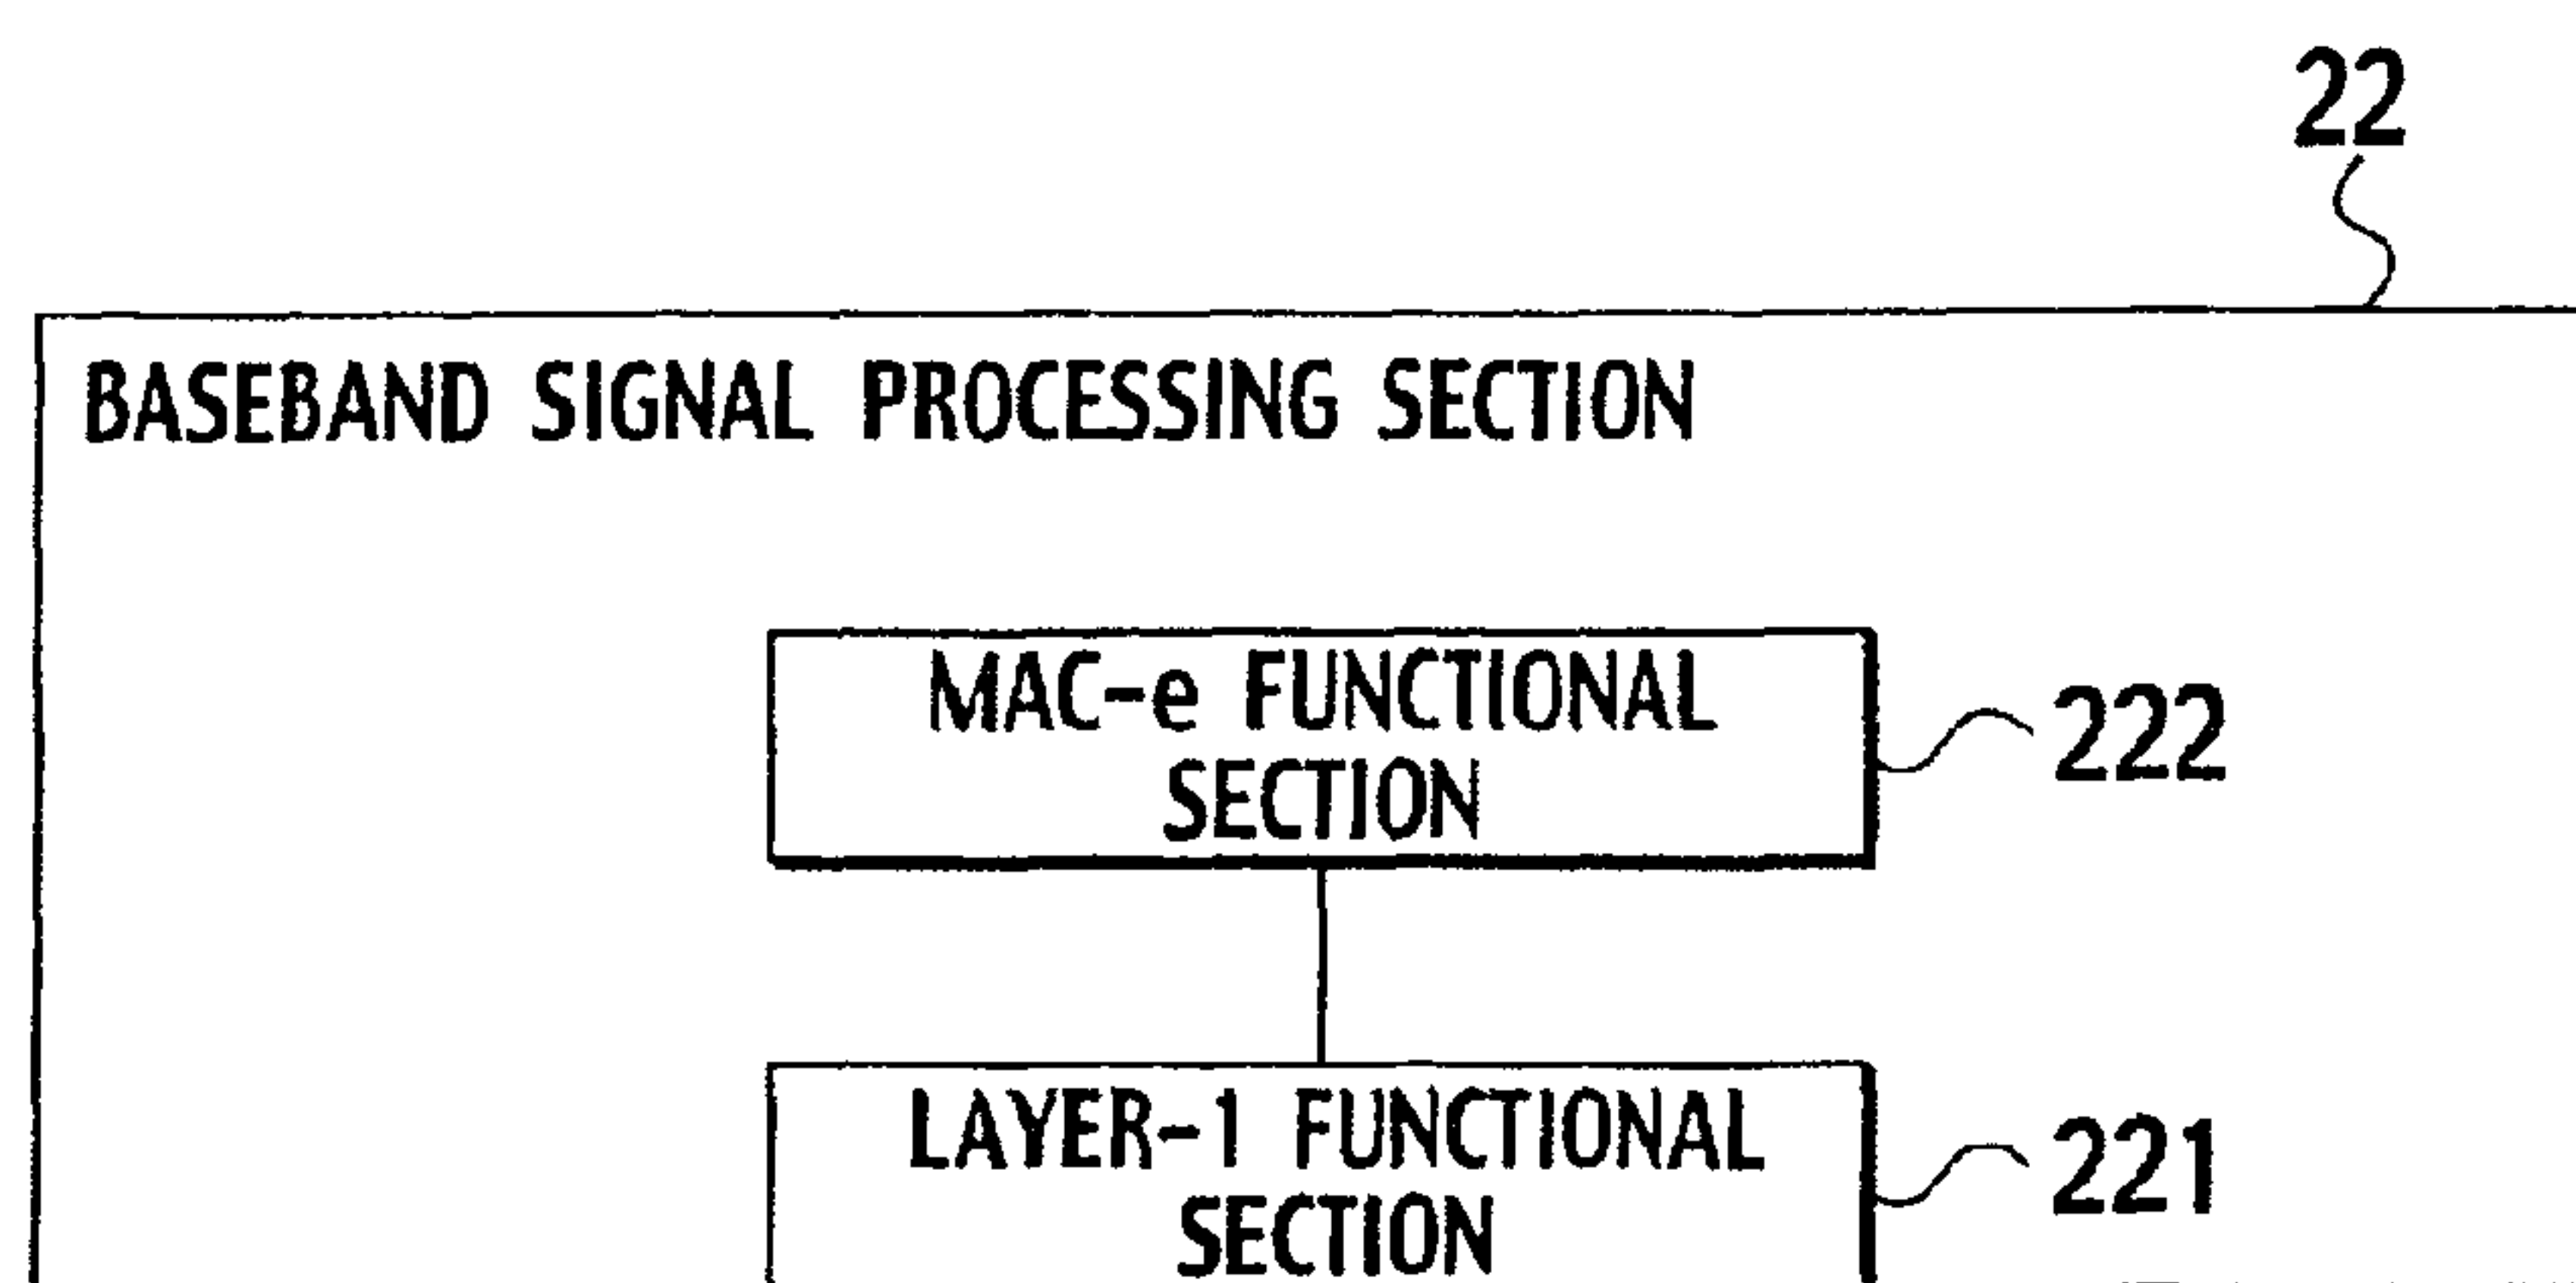 22
BASEBAND SIGNAL PROCESSING SECTION
MAC-e FUNCTIONAL
SECTION
222
LAYER-1 FUNCTIONAL
SECTION
221